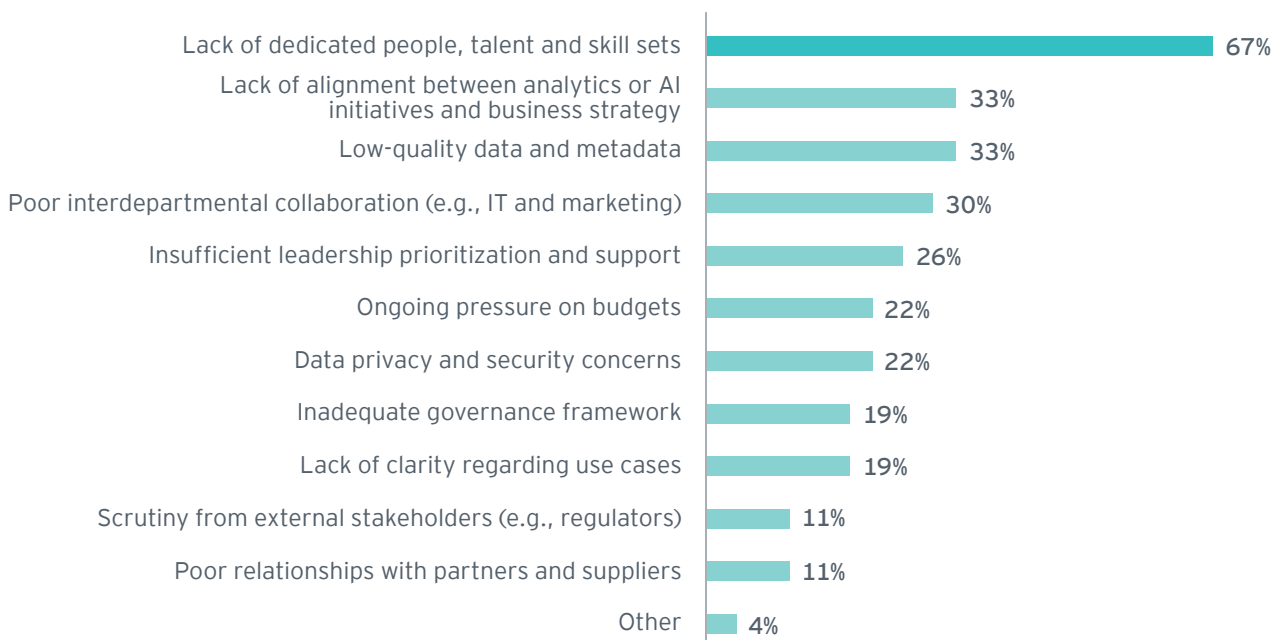 Lack of dedicated people, talent and skill sets 67%
Lack of alignment between analytics or AI
initiatives and business strategy 33%
Low-quality data and metadata 33%
Poor interdepartmental collaboration (e.g., IT and marketing) 30%
Insufficient leadership prioritization and support 26%
Ongoing pressure on budgets 22%
Data privacy and security concerns 22%
Inadequate governance framework 19%
Lack of clarity regarding use cases 19%
Scrutiny from external stakeholders (e.g., regulators) 11%
Poor relationships with partners and suppliers 11%
Other 4%